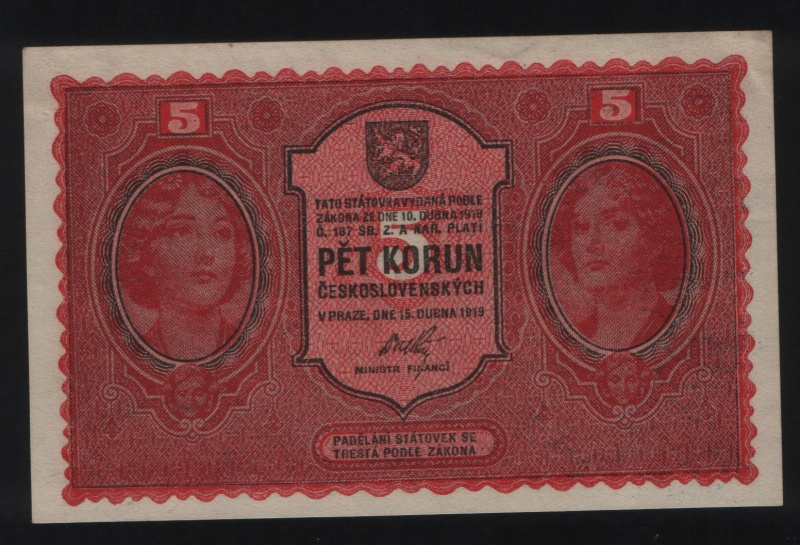 5
5
TATO STÁTOVKA VYDANÁ PODLE
ZÁKONA ZE DNE 10. DUBNA 1919
Č. 187 SB. Z. A NAŘ. PLATÍ
5
PĚT KORUN
ČESKOSLOVENSKÝCH
V PRAZE, DNE 15. DUBNA 1919
MINISTR FINANCÍ
PADĚLÁNÍ STÁTOVEK SE
TRESTÁ PODLE ZÁKONA